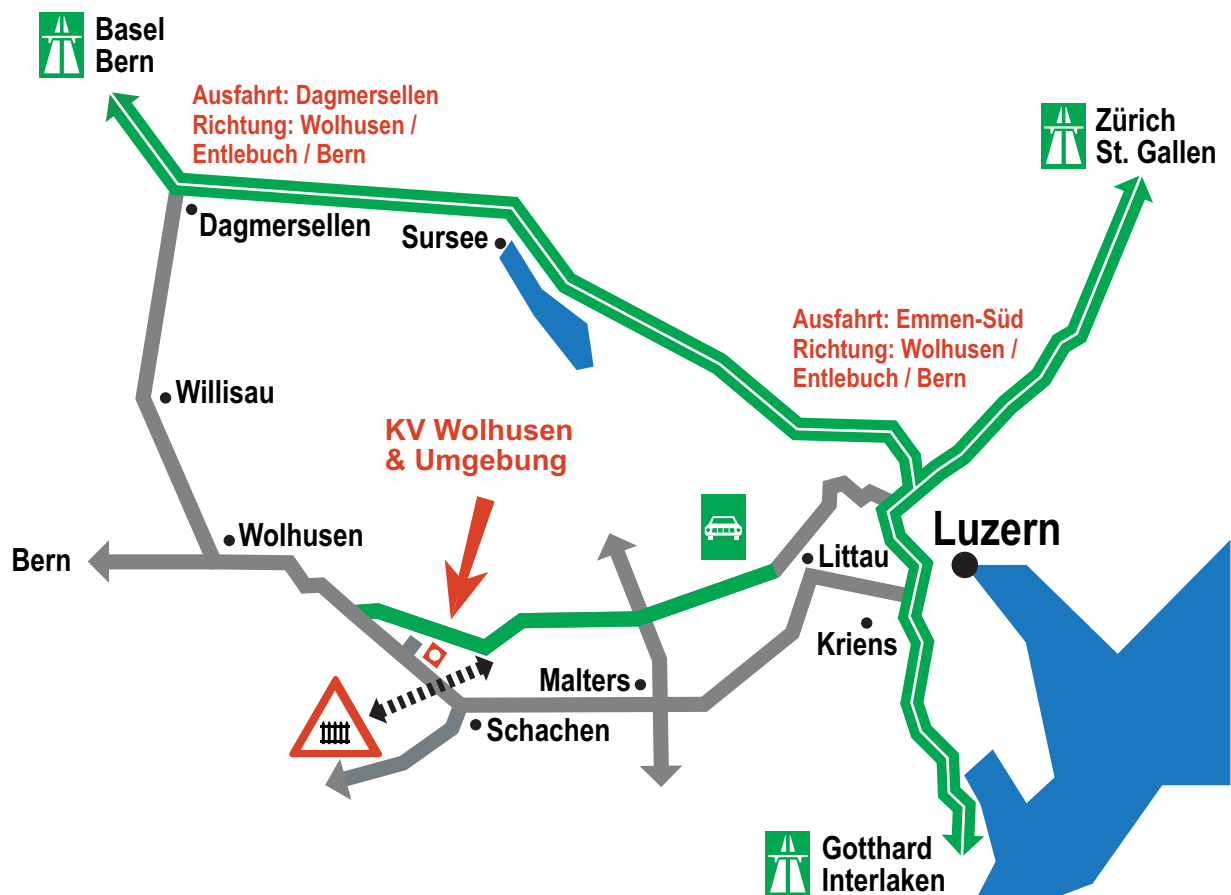 Basel
Bern
Ausfahrt: Dagmersellen
Richtung: Wolhusen /
Entlebuch / Bern
Zürich
St. Gallen
Dagmersellen
Sursee
Ausfahrt: Emmen-Süd
Richtung: Wolhusen /
Entlebuch / Bern
Willisau
KV Wolhusen
& Umgebung
Wolhusen
Luzern
Bern
Littau
Kriens
Malters
Schachen
Gotthard
Interlaken